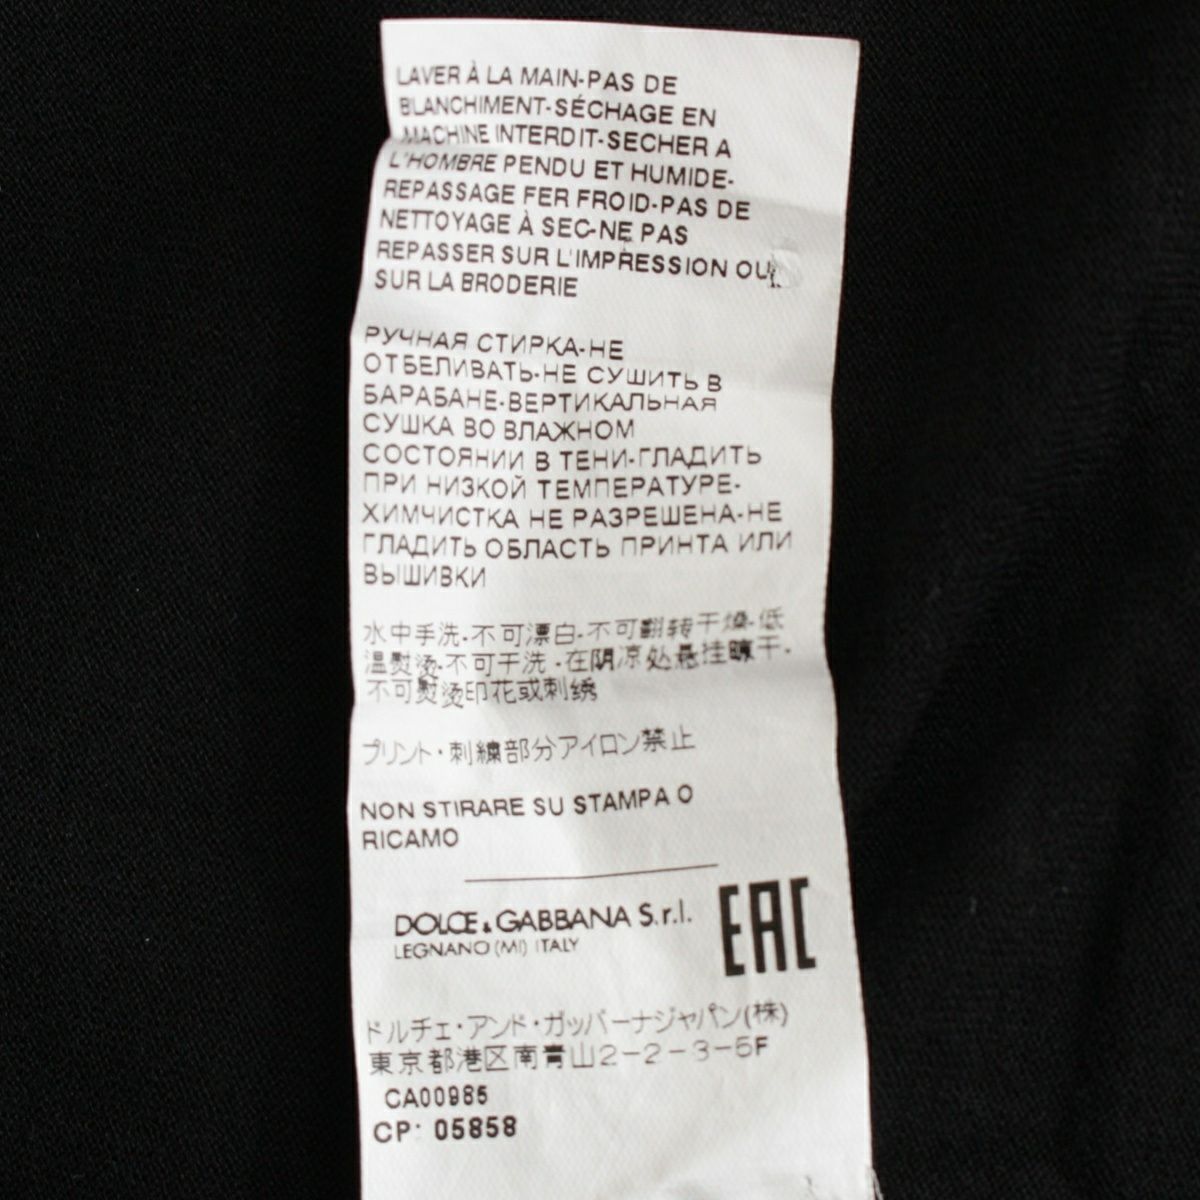 LAVER À LA MAIN-PAS DE
BLANCHIMENT-SÉCHAGE EN
MACHINE INTERDIT-SECHER A
L'HOMBRE PENDU ET HUMIDE-
REPASSAGE FER FROID-PAS DE
NETTOYAGE À SEC-NE PAS
REPASSER SUR L'IMPRESSION OU
SUR LA BRODERIE
РУЧНАЯ СТИРКА-НЕ
ОТБЕЛИВАТЬ-НЕ СУШИТЬ В
БАРАБАНЕ-ВЕРТИКАЛЬНАЯ
СУШКА ВО ВЛАЖНОМ
СОСТОЯНИИ В ТЕНИ-ГЛАДИТЬ
ПРИ НИЗКОЙ ТЕМПЕРАТУРЕ-
ХИМЧИСТКА НЕ РАЗРЕШЕНА-НЕ
ГЛАДИТЬ ОБЛАСТЬ ПРИНТА ИЛИ
ВЫШИВКИ
水中手洗-不可漂白-不可翻转干燥-低
温熨烫-不可干洗-在阴凉处悬挂晾干-
不可熨烫印花或刺绣
プリント・刺繍部分アイロン禁止
NON STIRARE SU STAMPA O
RICAMO
DOLCE & GABBANA S.r.l.
LEGNANO (MI) ITALY
EAC
ドルチェ・アンド・ガッバーナジャパン(株)
東京都港区南青山2-2-3-5F
CA00985
CP: 05858